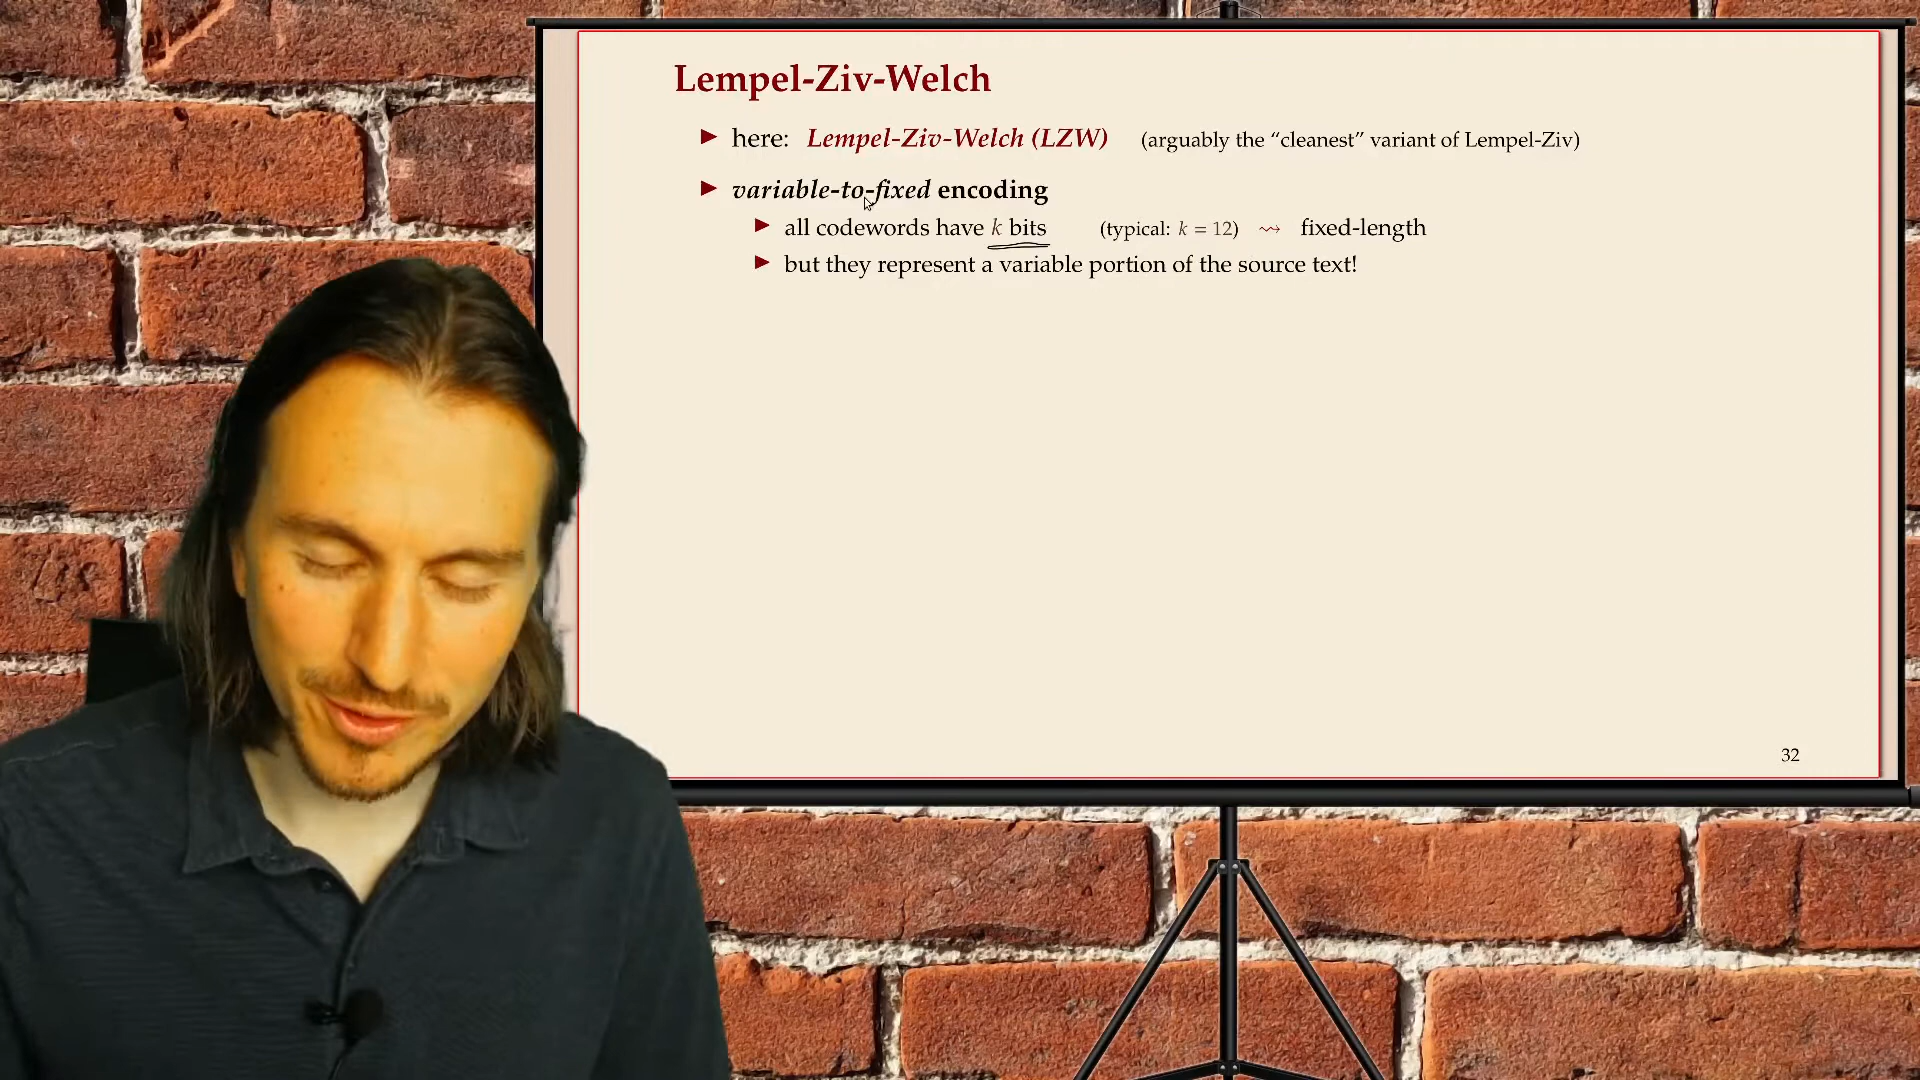 Lempel-Ziv-Welch
▶ here: Lempel-Ziv-Welch (LZW) (arguably the “cleanest” variant of Lempel-Ziv)
▶ variable-to-fixed encoding
▶ all codewords have k bits (typical: k = 12) ⇝ fixed-length
▶ but they represent a variable portion of the source text!
32